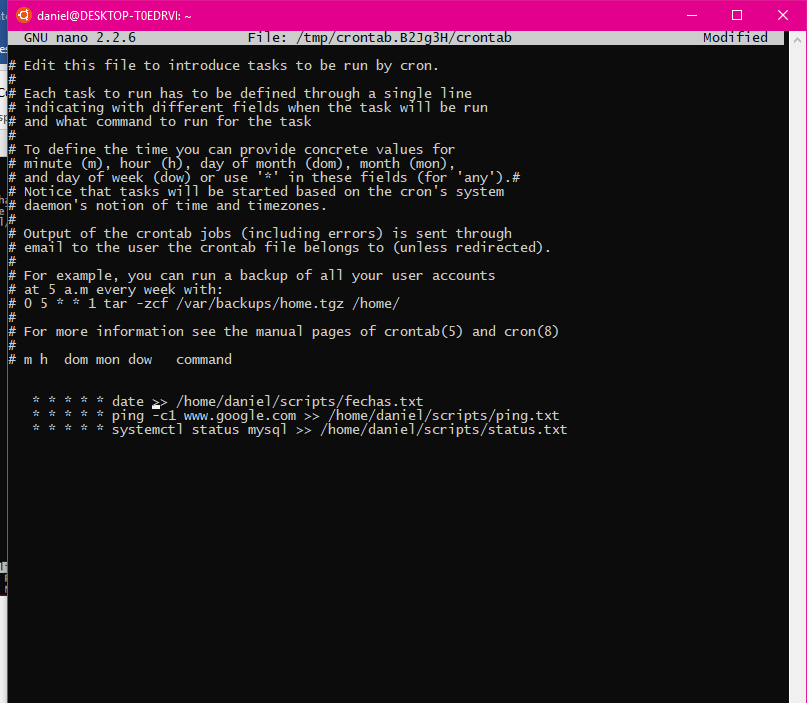 daniel@DESKTOP-T0EDRVI: ~
GNU nano 2.2.6 File: /tmp/crontab.B2Jg3H/crontab Modified
# Edit this file to introduce tasks to be run by cron.
#
# Each task to run has to be defined through a single line
# indicating with different fields when the task will be run
# and what command to run for the task
#
# To define the time you can provide concrete values for
# minute (m), hour (h), day of month (dom), month (mon),
# and day of week (dow) or use '*' in these fields (for 'any').#
# Notice that tasks will be started based on the cron's system
# daemon's notion of time and timezones.
#
# Output of the crontab jobs (including errors) is sent through
# email to the user the crontab file belongs to (unless redirected).
#
# For example, you can run a backup of all your user accounts
# at 5 a.m every week with:
# 0 5 * * 1 tar -zcf /var/backups/home.tgz /home/
#
# For more information see the manual pages of crontab(5) and cron(8)
#
# m h  dom mon dow   command
* * * * * date >> /home/daniel/scripts/fechas.txt
* * * * * ping -c1 www.google.com >> /home/daniel/scripts/ping.txt
* * * * * systemctl status mysql >> /home/daniel/scripts/status.txt